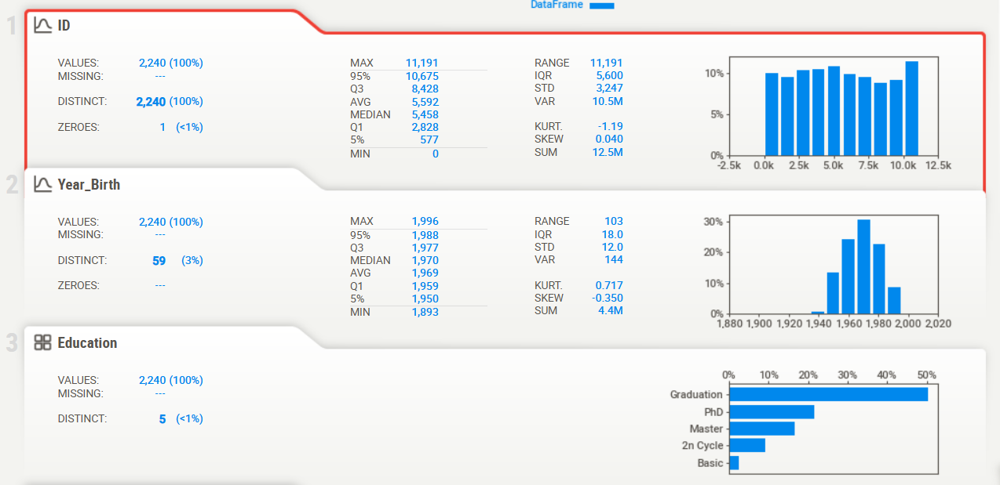 DataFrame
1
ID
VALUES: 2,240 (100%)
MISSING: ---
DISTINCT: 2,240 (100%)
ZEROES: 1 (<1%)
MAX 11,191
95% 10,675
Q3 8,428
AVG 5,592
MEDIAN 5,458
Q1 2,828
5% 577
MIN 0
RANGE 11,191
IQR 5,600
STD 3,247
VAR 10.5M
KURT. -1.19
SKEW 0.040
SUM 12.5M
10%
5%
0%
-2.5k 0.0k 2.5k 5.0k 7.5k 10.0k 12.5k
2
Year_Birth
VALUES: 2,240 (100%)
MISSING: ---
DISTINCT: 59 (3%)
ZEROES: ---
MAX 1,996
95% 1,988
Q3 1,977
MEDIAN 1,970
AVG 1,969
Q1 1,959
5% 1,950
MIN 1,893
RANGE 103
IQR 18.0
STD 12.0
VAR 144
KURT. 0.717
SKEW -0.350
SUM 4.4M
30%
20%
10%
0%
1,880 1,900 1,920 1,940 1,960 1,980 2,000 2,020
3
Education
VALUES: 2,240 (100%)
MISSING: ---
DISTINCT: 5 (<1%)
0% 10% 20% 30% 40% 50%
Graduation
PhD
Master
2n Cycle
Basic